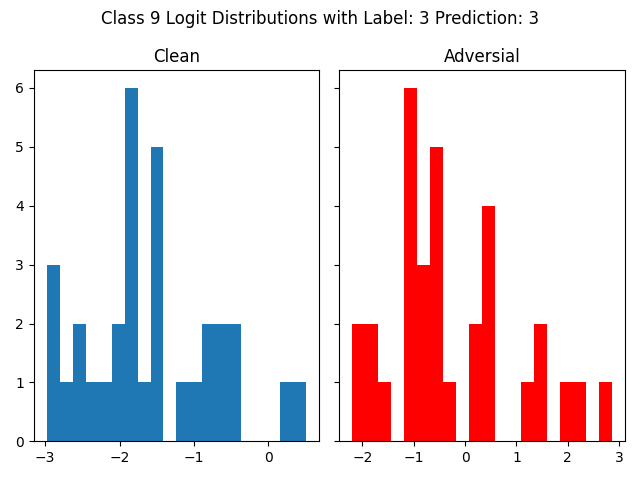 Class 9 Logit Distributions with Label: 3 Prediction: 3
Clean
Adversial
6
5
4
3
2
1
0
−3 −2 −1 0
−2 −1 0 1 2 3